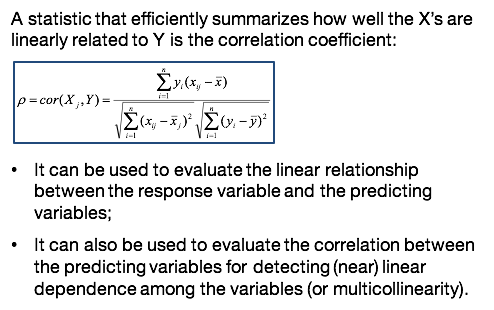 A statistic that efficiently summarizes how well the X's are
linearly related to Y is the correlation coefficient:
ρ = cor(X_j, Y) = \frac{\sum_{i=1}^{n} y_i (x_{ij} - \bar{x})}{\sqrt{\sum_{i=1}^{n} (x_{ij} - \bar{x}_j)^2} \sqrt{\sum_{i=1}^{n} (y_i - \bar{y})^2}}
• It can be used to evaluate the linear relationship
between the response variable and the predicting
variables;
• It can also be used to evaluate the correlation between
the predicting variables for detecting (near) linear
dependence among the variables (or multicollinearity).